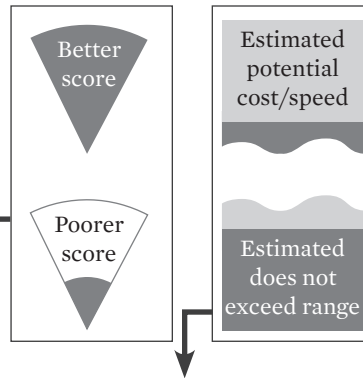 Better
score
Poorer
score
Estimated
potential
cost/speed
Estimated
does not
exceed range